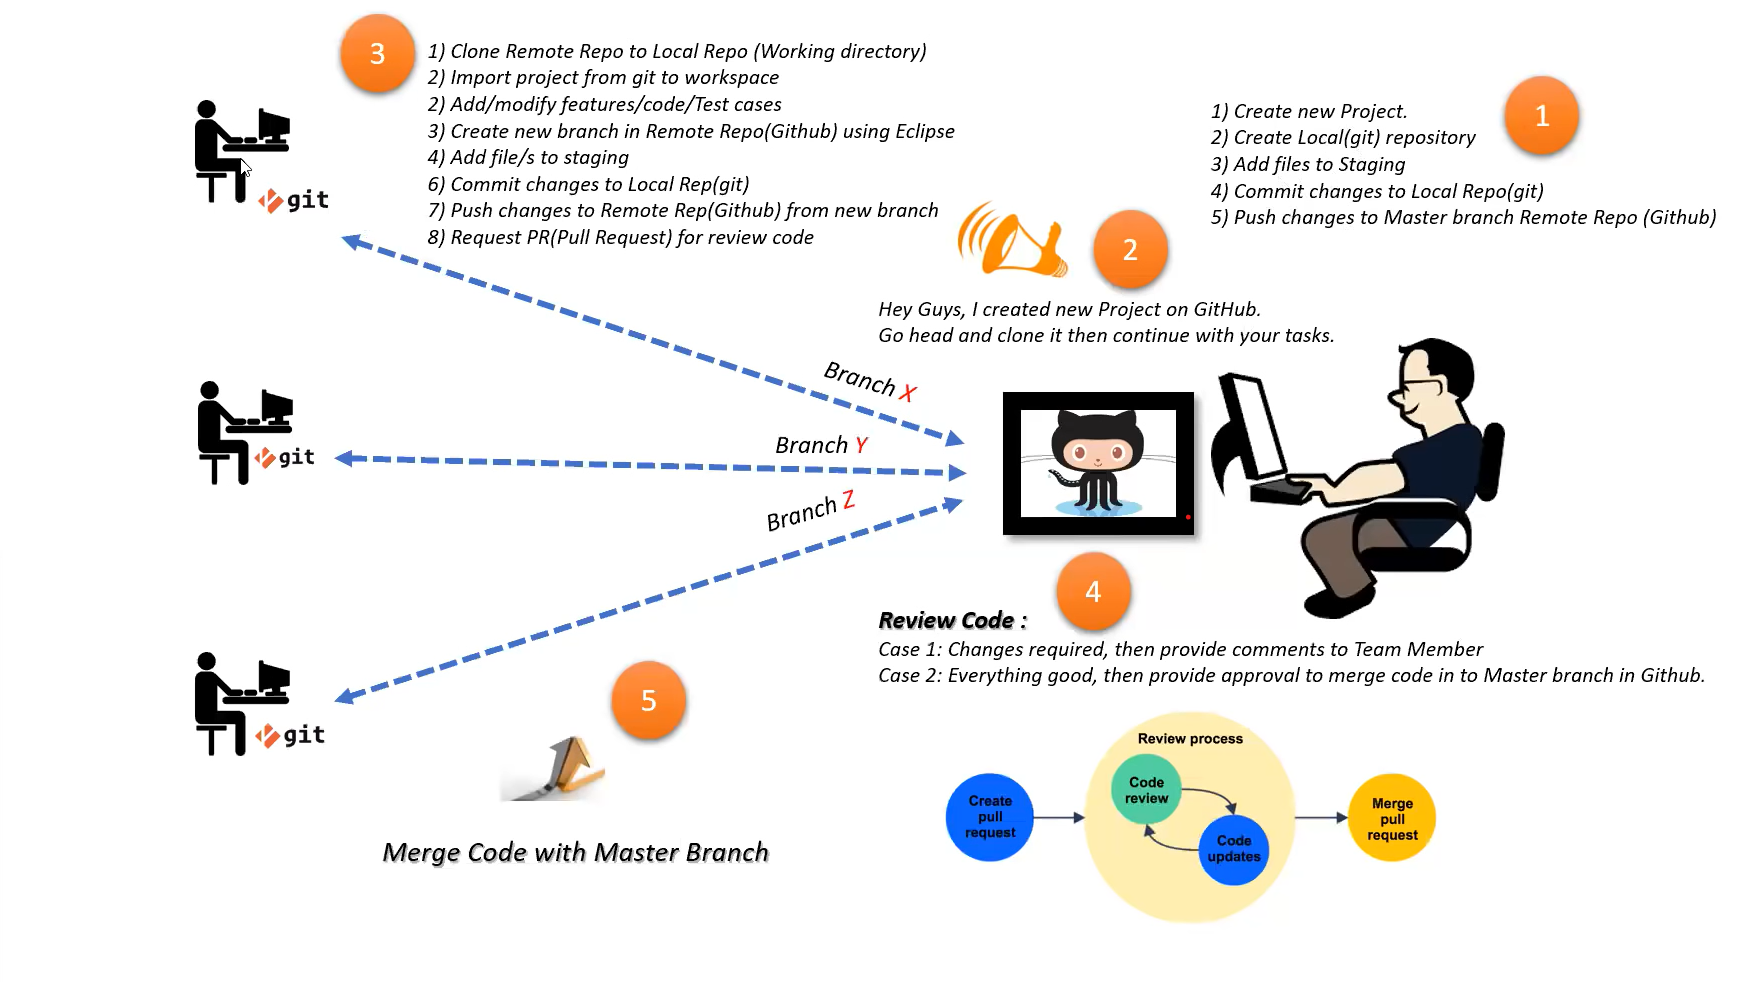 3
1) Clone Remote Repo to Local Repo (Working directory)
2) Import project from git to workspace
2) Add/modify features/code/Test cases
3) Create new branch in Remote Repo(Github) using Eclipse
4) Add file/s to staging
6) Commit changes to Local Rep(git)
7) Push changes to Remote Rep(Github) from new branch
8) Request PR(Pull Request) for review code
git
1
1) Create new Project.
2) Create Local(git) repository
3) Add files to Staging
4) Commit changes to Local Repo(git)
5) Push changes to Master branch Remote Repo (Github)
2
Hey Guys, I created new Project on GitHub.
Go head and clone it then continue with your tasks.
Branch X
Branch Y
Branch Z
git
git
4
Review Code :
Case 1: Changes required, then provide comments to Team Member
Case 2: Everything good, then provide approval to merge code in to Master branch in Github.
5
Merge Code with Master Branch
Review process
Create
pull
request
Code
review
Code
updates
Merge
pull
request